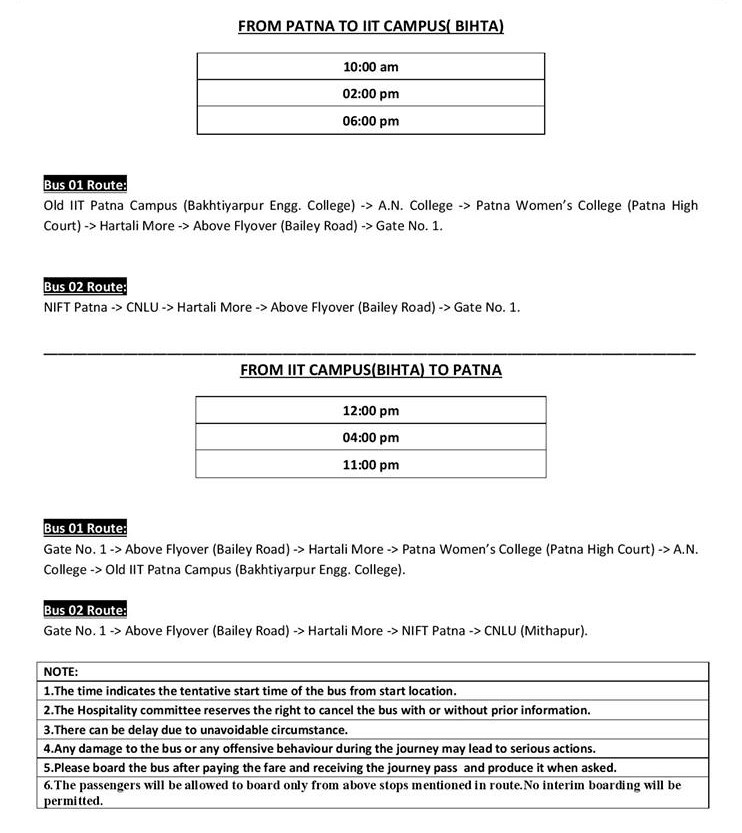 FROM PATNA TO IIT CAMPUS( BIHTA)
10:00 am
02:00 pm
06:00 pm
Bus 01 Route:
Old IIT Patna Campus (Bakhtiyarpur Engg. College) -> A.N. College -> Patna Women's College (Patna High
Court) -> Hartali More -> Above Flyover (Bailey Road) -> Gate No. 1.
Bus 02 Route:
NIFT Patna -> CNLU -> Hartali More -> Above Flyover (Bailey Road) -> Gate No. 1.
FROM IIT CAMPUS(BIHTA) TO PATNA
12:00 pm
04:00 pm
11:00 pm
Bus 01 Route:
Gate No. 1 -> Above Flyover (Bailey Road) -> Hartali More -> Patna Women's College (Patna High Court) -> A.N.
College -> Old IIT Patna Campus (Bakhtiyarpur Engg. College).
Bus 02 Route:
Gate No. 1 -> Above Flyover (Bailey Road) -> Hartali More -> NIFT Patna -> CNLU (Mithapur).
NOTE:
1.The time indicates the tentative start time of the bus from start location.
2.The Hospitality committee reserves the right to cancel the bus with or without prior information.
3.There can be delay due to unavoidable circumstance.
4.Any damage to the bus or any offensive behaviour during the journey may lead to serious actions.
5.Please board the bus after paying the fare and receiving the journey pass and produce it when asked.
6.The passengers will be allowed to board only from above stops mentioned in route.No interim boarding will be
permitted.